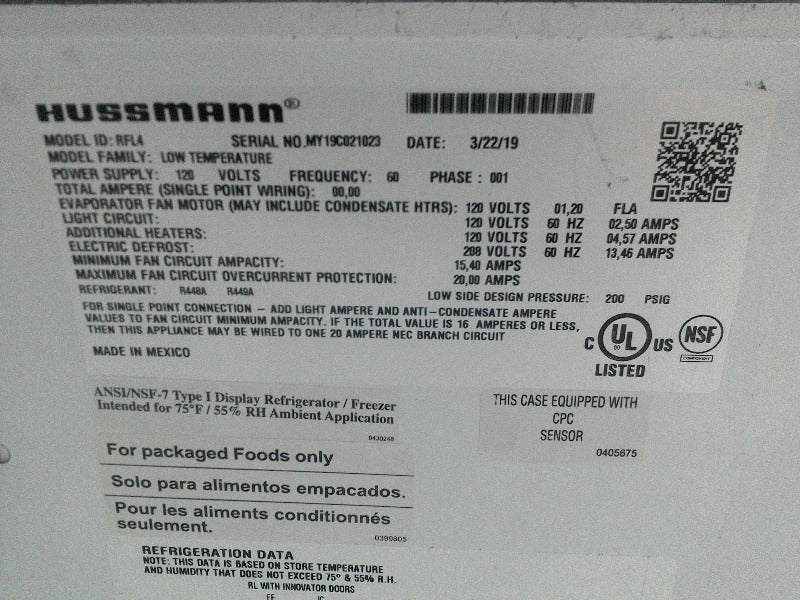 HUSSMANN®
MODEL ID: RFL4 SERIAL NO.MY19C021023 DATE: 3/22/19
MODEL FAMILY: LOW TEMPERATURE
POWER SUPPLY: 120 VOLTS FREQUENCY: 60 PHASE : 001
TOTAL AMPERE (SINGLE POINT WIRING): 00,00
EVAPORATOR FAN MOTOR (MAY INCLUDE CONDENSATE HTRS): 120 VOLTS 01,20 FLA
LIGHT CIRCUIT: 120 VOLTS 60 HZ 02,50 AMPS
ADDITIONAL HEATERS: 120 VOLTS 60 HZ 04,57 AMPS
ELECTRIC DEFROST: 208 VOLTS 60 HZ 13,46 AMPS
MINIMUM FAN CIRCUIT AMPACITY: 15,40 AMPS
MAXIMUM FAN CIRCUIT OVERCURRENT PROTECTION: 20,00 AMPS
REFRIGERANT: R448A R449A
LOW SIDE DESIGN PRESSURE: 200 PSIG
FOR SINGLE POINT CONNECTION – ADD LIGHT AMPERE AND ANTI–CONDENSATE AMPERE
VALUES TO FAN CIRCUIT MINIMUM AMPACITY. IF THE TOTAL VALUE IS 16 AMPERES OR LESS,
THEN THIS APPLIANCE MAY BE WIRED TO ONE 20 AMPERE NEC BRANCH CIRCUIT
MADE IN MEXICO
C UL ® US
LISTED
NSF
COMPONENT
ANSI/NSF-7 Type I Display Refrigerator / Freezer
Intended for 75°F / 55% RH Ambient Application
0430248
THIS CASE EQUIPPED WITH
CPC
SENSOR
0405675
For packaged Foods only
Solo para alimentos empacados.
Pour les aliments conditionnés
seulement.
0399805
REFRIGERATION DATA
NOTE: THIS DATA IS BASED ON STORE TEMPERATURE
AND HUMIDITY THAT DOES NOT EXCEED 75° & 55% R.H.
RL WITH INNOVATOR DOORS